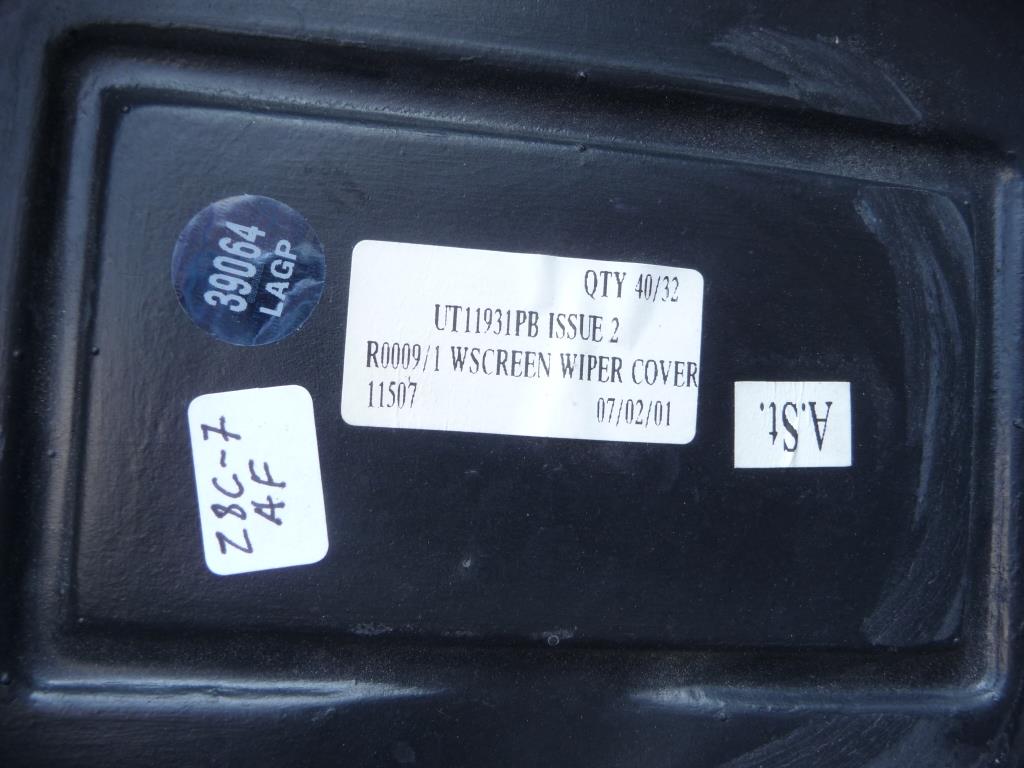 39064
LAGP
QTY 40/32
UT11931PB ISSUE 2
R0009/1 WSCREEN WIPER COVER
11507 07/02/01
A.St.
Z8C-7
AF